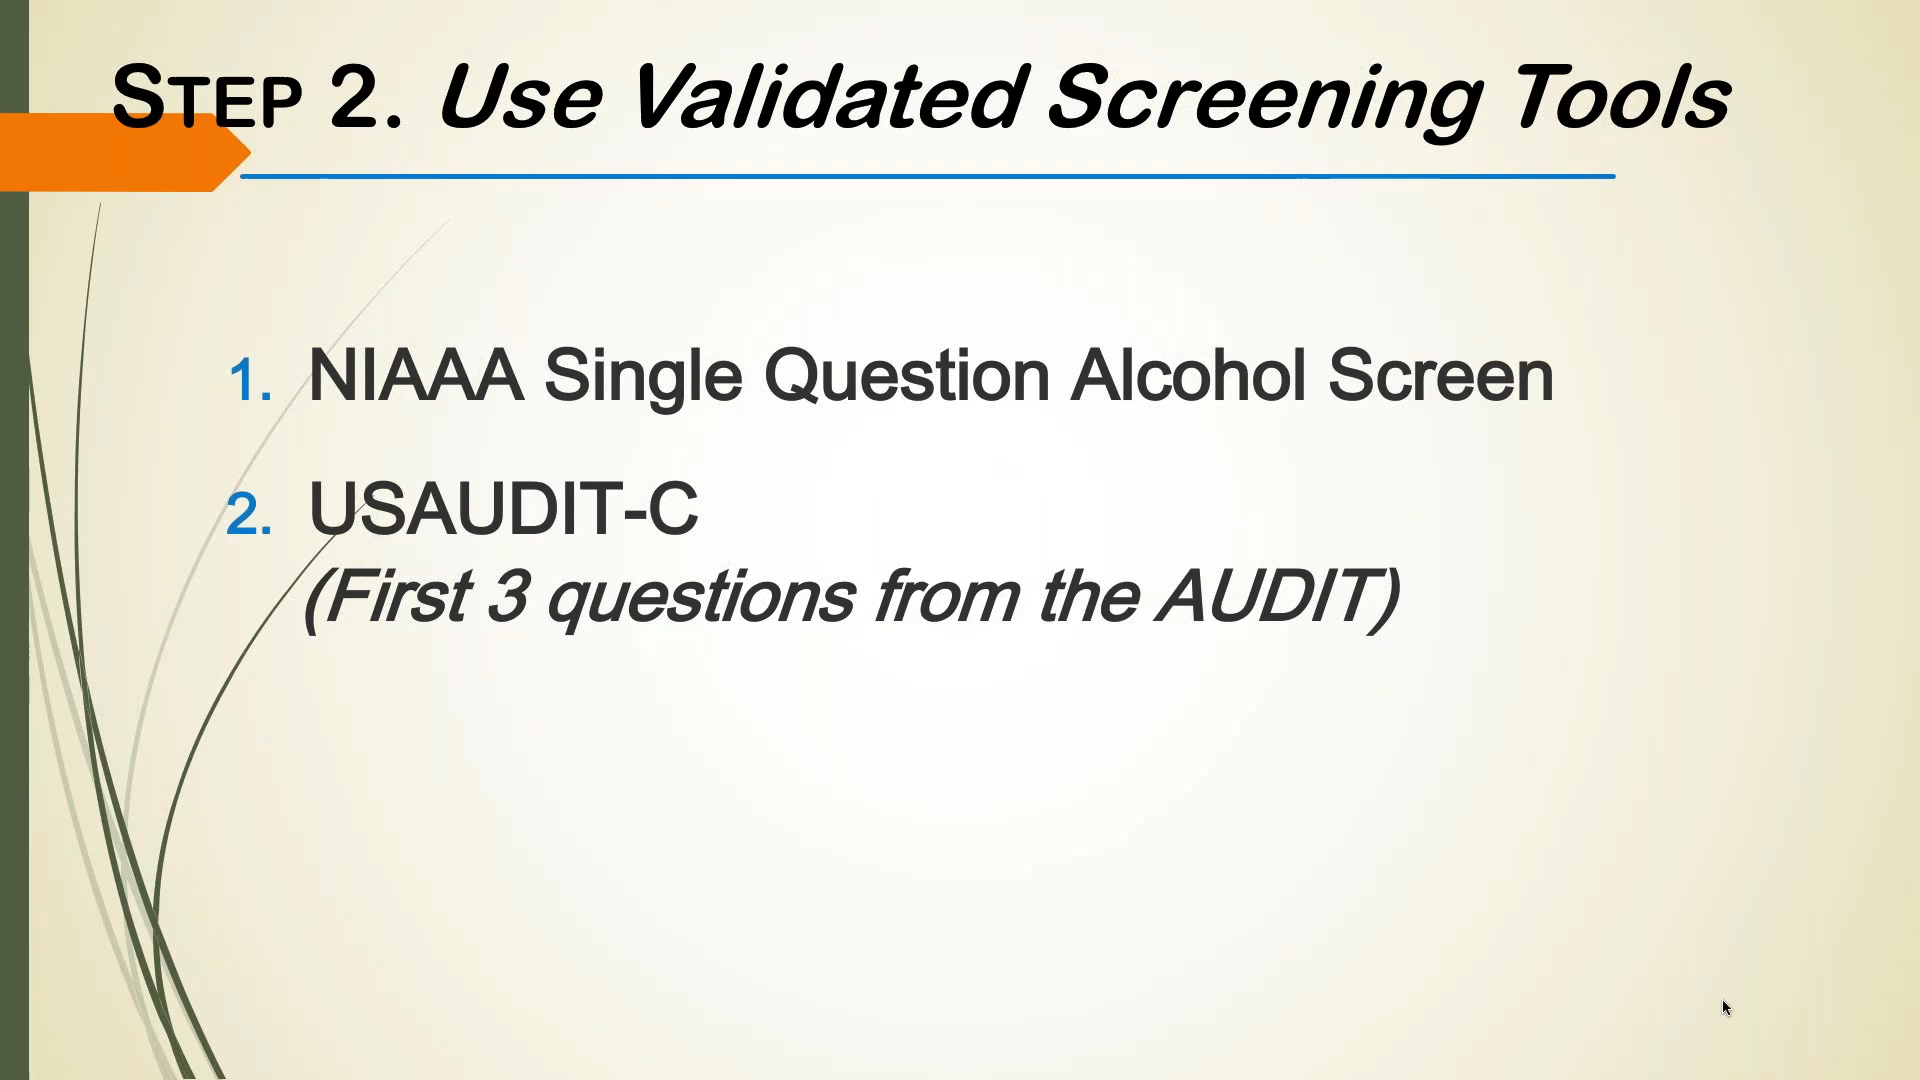 STEP 2. Use Validated Screening Tools
1. NIAAA Single Question Alcohol Screen
2. USAUDIT-C
(First 3 questions from the AUDIT)